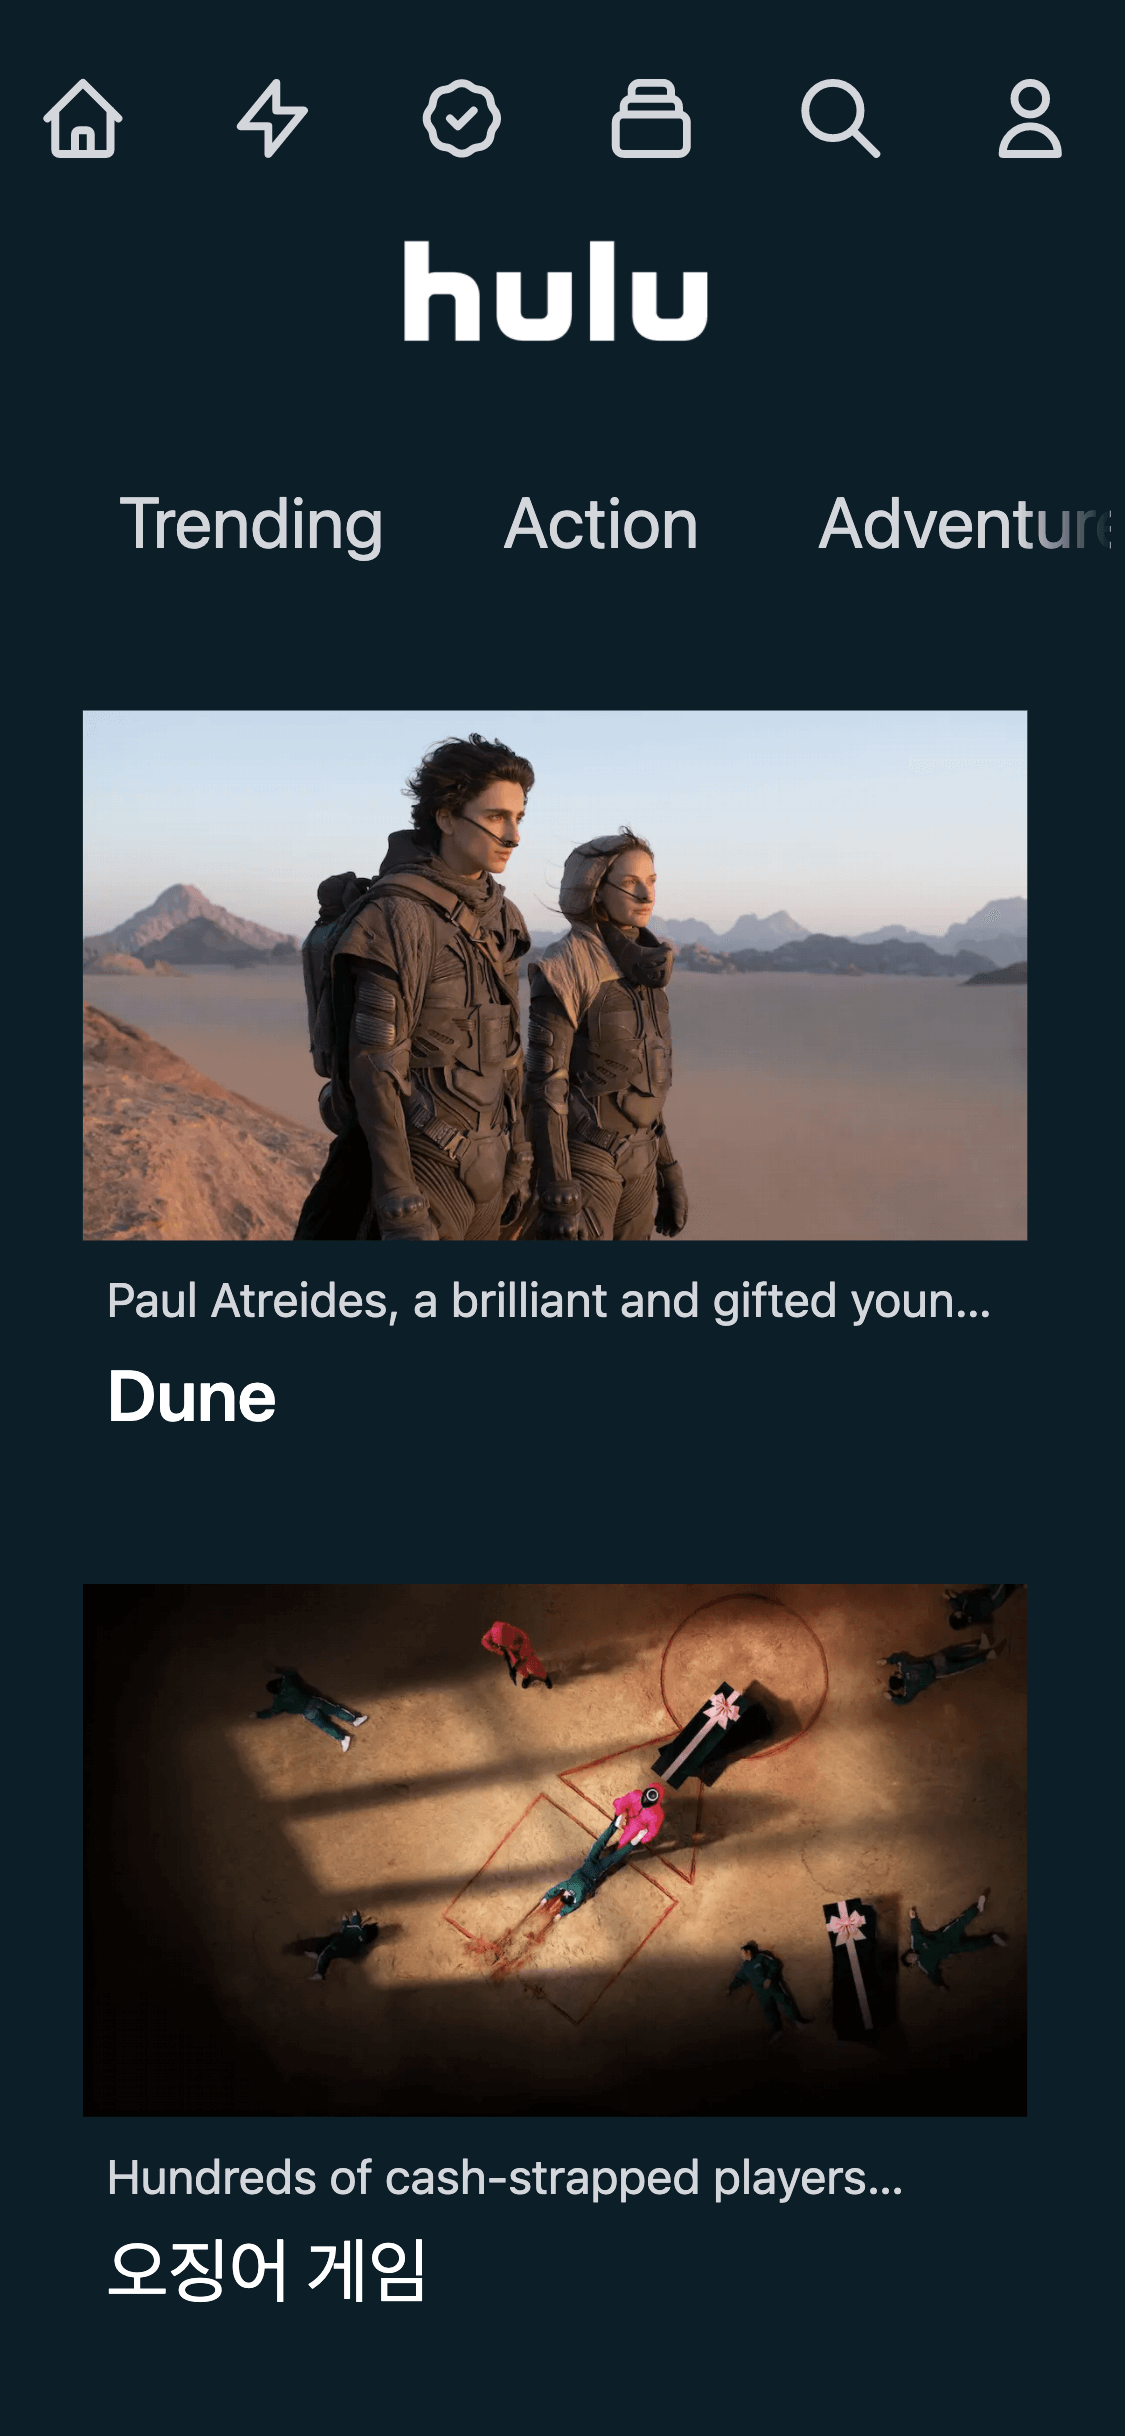 hulu
Trending Action Adventure
Paul Atreides, a brilliant and gifted youn...
Dune
Hundreds of cash-strapped players...
오징어 게임